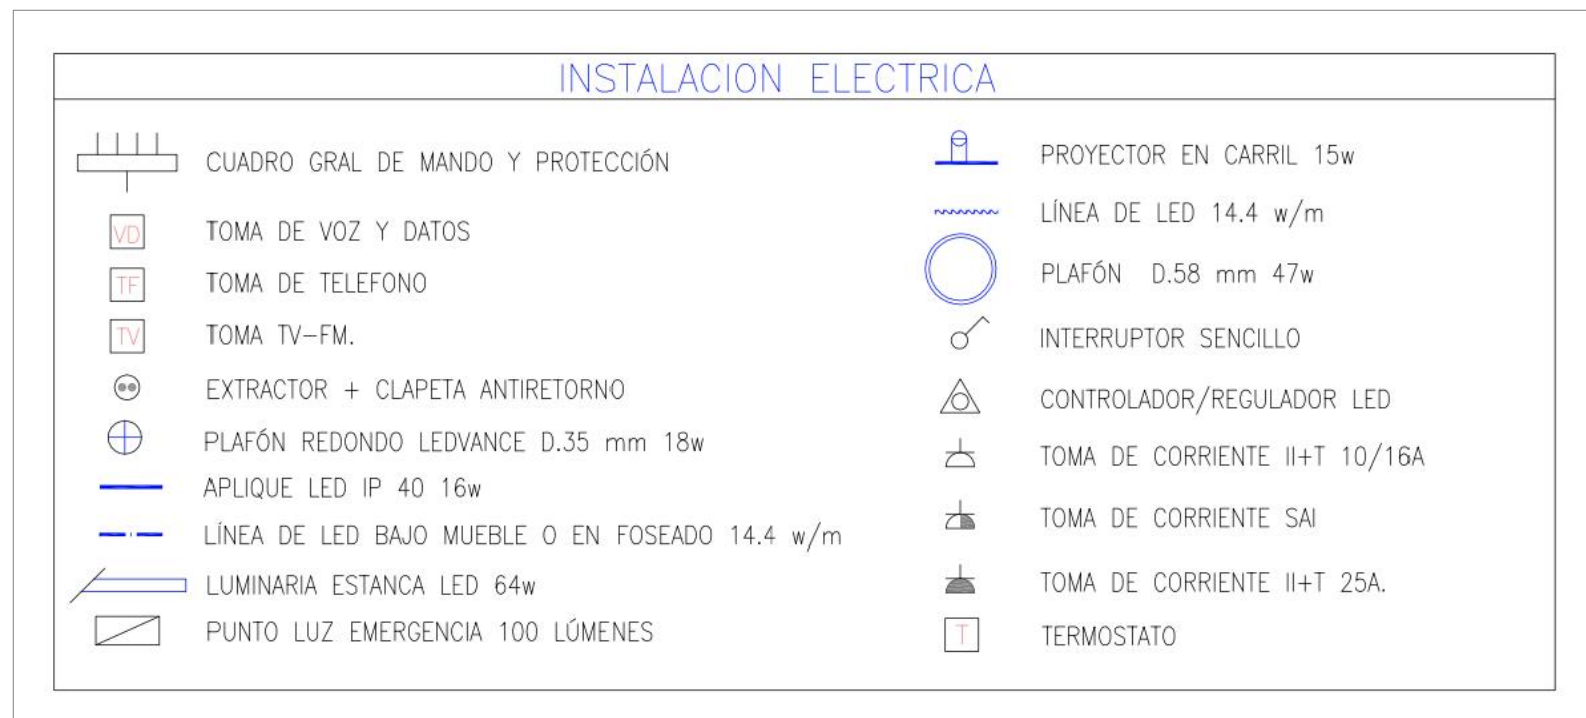 INSTALACION ELECTRICA
CUADRO GRAL DE MANDO Y PROTECCIÓN
VD TOMA DE VOZ Y DATOS
TF TOMA DE TELEFONO
TV TOMA TV-FM.
EXTRACTOR + CLAPETA ANTIRETORNO
PLAFÓN REDONDO LEDVANCE D.35 mm 18w
APLIQUE LED IP 40 16w
LÍNEA DE LED BAJO MUEBLE O EN FOSEADO 14.4 w/m
LUMINARIA ESTANCA LED 64w
PUNTO LUZ EMERGENCIA 100 LÚMENES
PROYECTOR EN CARRIL 15w
LÍNEA DE LED 14.4 w/m
PLAFÓN D.58 mm 47w
INTERRUPTOR SENCILLO
CONTROLADOR/REGULADOR LED
TOMA DE CORRIENTE II+T 10/16A
TOMA DE CORRIENTE SAI
TOMA DE CORRIENTE II+T 25A.
T TERMOSTATO